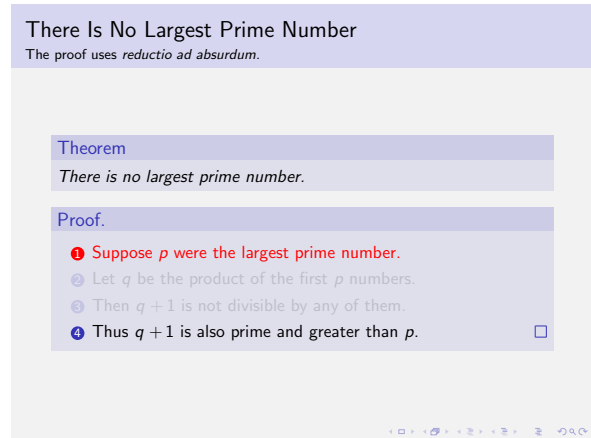 There Is No Largest Prime Number
The proof uses reductio ad absurdum.
Theorem
There is no largest prime number.
Proof.
1 Suppose p were the largest prime number.
2 Let q be the product of the first p numbers.
3 Then q + 1 is not divisible by any of them.
4 Thus q + 1 is also prime and greater than p. □